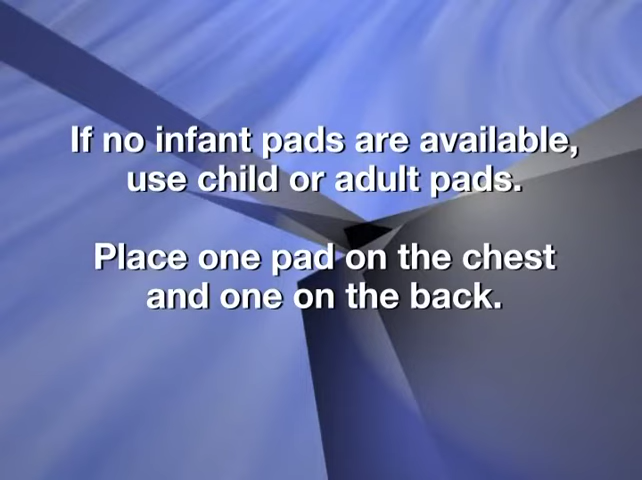 If no infant pads are available,
use child or adult pads.
Place one pad on the chest
and one on the back.